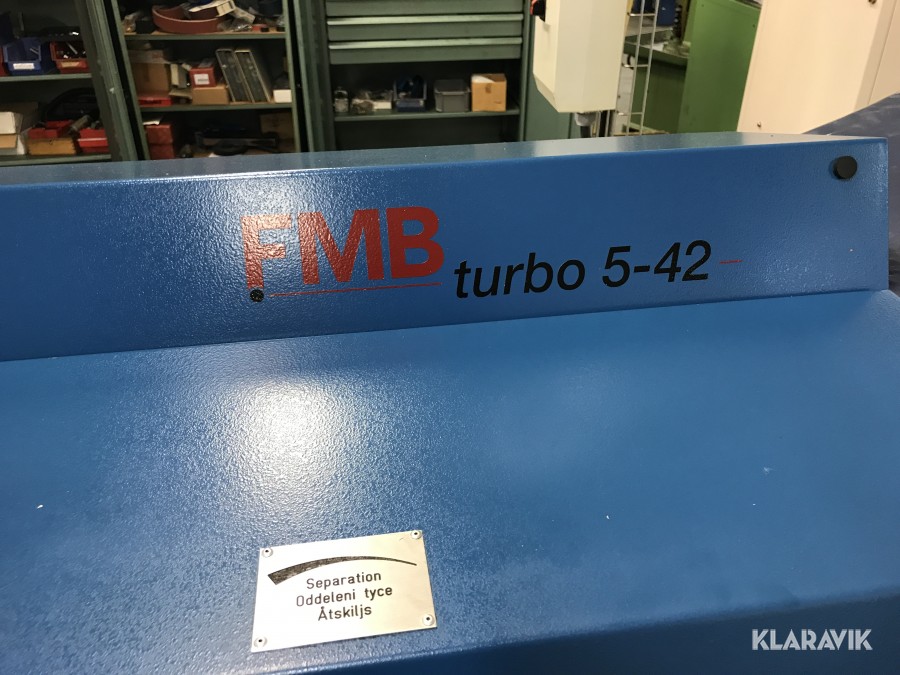 FMB
turbo 5-42
Separation
Oddeleni tyce
Åtskiljs
KLARAVIK